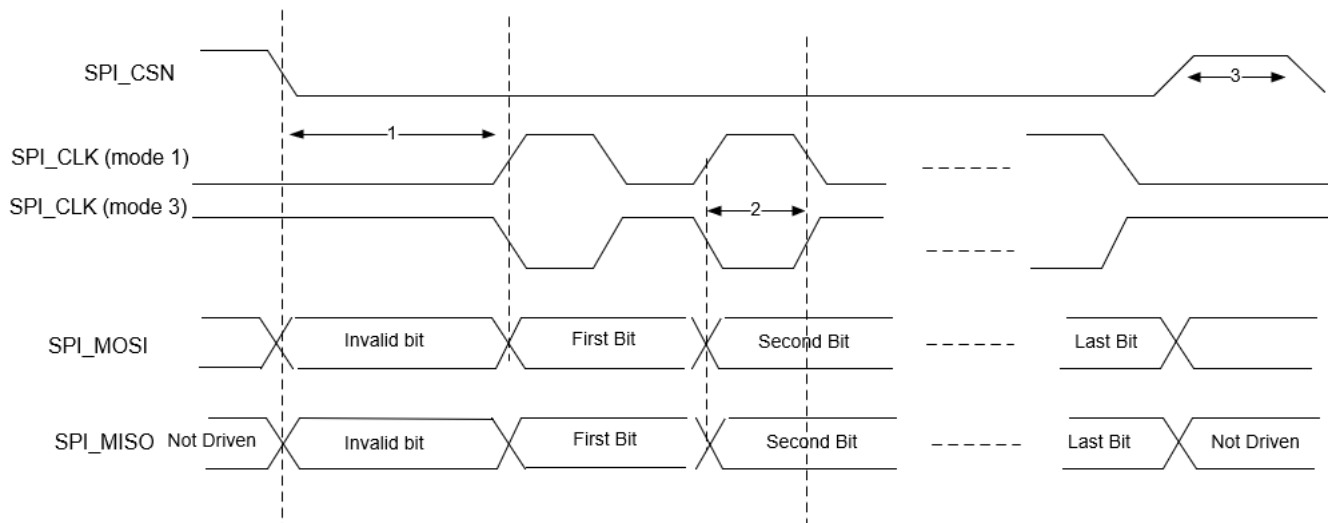 SPI_CSN
3
1
SPI_CLK (mode 1)
SPI_CLK (mode 3)
2
SPI_MOSI
Invalid bit
First Bit
Second Bit
Last Bit
SPI_MISO
Not Driven
Invalid bit
First Bit
Second Bit
Last Bit
Not Driven